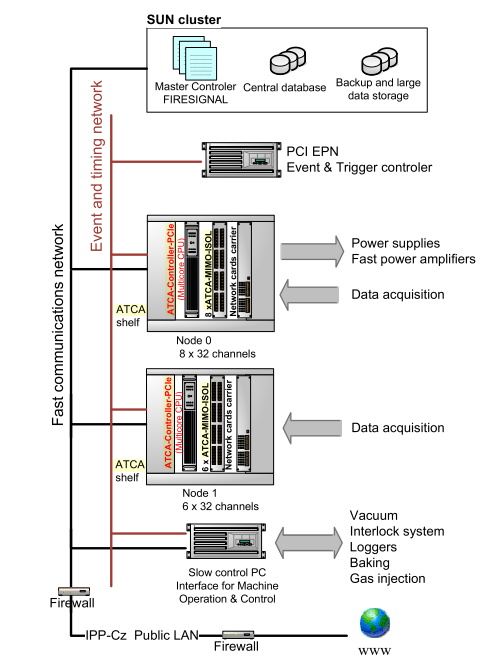 SUN cluster
Master Controler
FIRESIGNAL
Central database
Backup and large
data storage
Event and timing network
Fast communications network
PCI EPN
Event & Trigger controler
ATCA-Controller-PCIe
(Multicore CPU)
8 xATCA-MIMO-ISOL
Network cards carrier
ATCA
shelf
Power supplies
Fast power amplifiers
Data acquisition
Node 0
8 x 32 channels
ATCA-Controller-PCIe
(Multicore CPU)
6 x ATCA-MIMO-ISOL
Network cards carrier
ATCA
shelf
Data acquisition
Node 1
6 x 32 channels
Slow control PC
Interface for Machine
Operation & Control
Vacuum
Interlock system
Loggers
Baking
Gas injection
Firewall
IPP-Cz Public LAN
Firewall
www